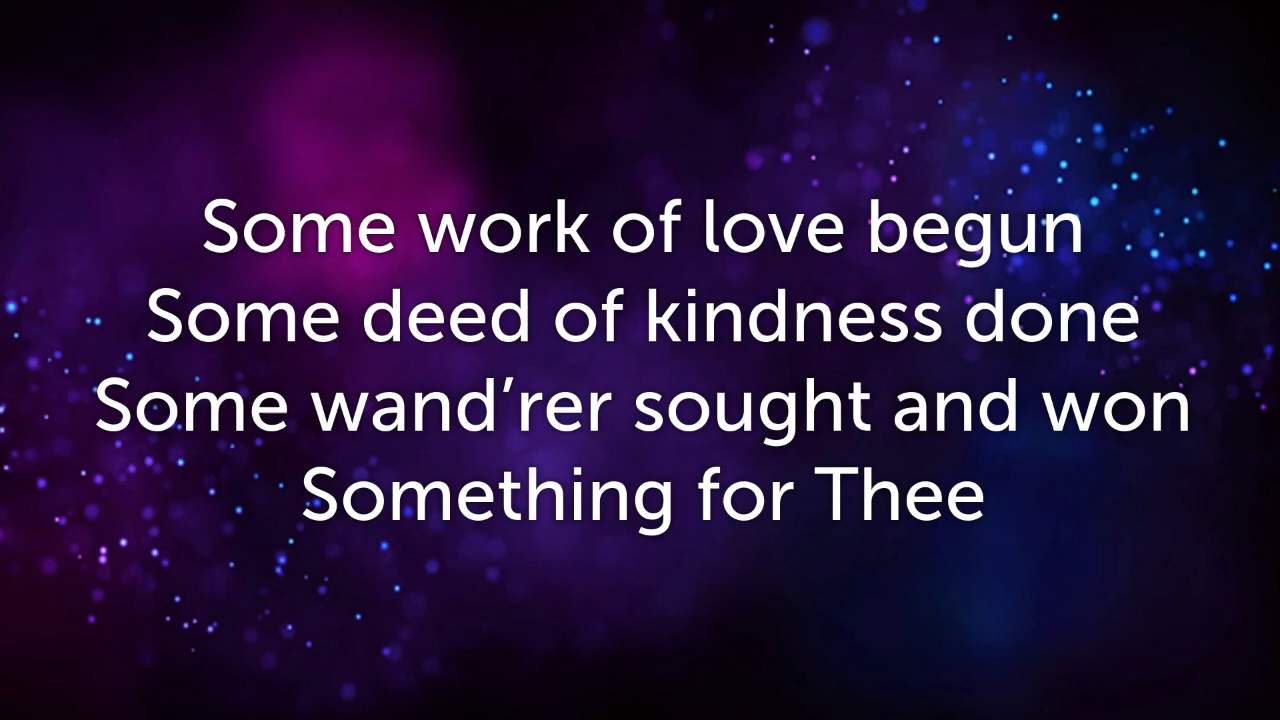 Some work of love begun
Some deed of kindness done
Some wand’rer sought and won
Something for Thee